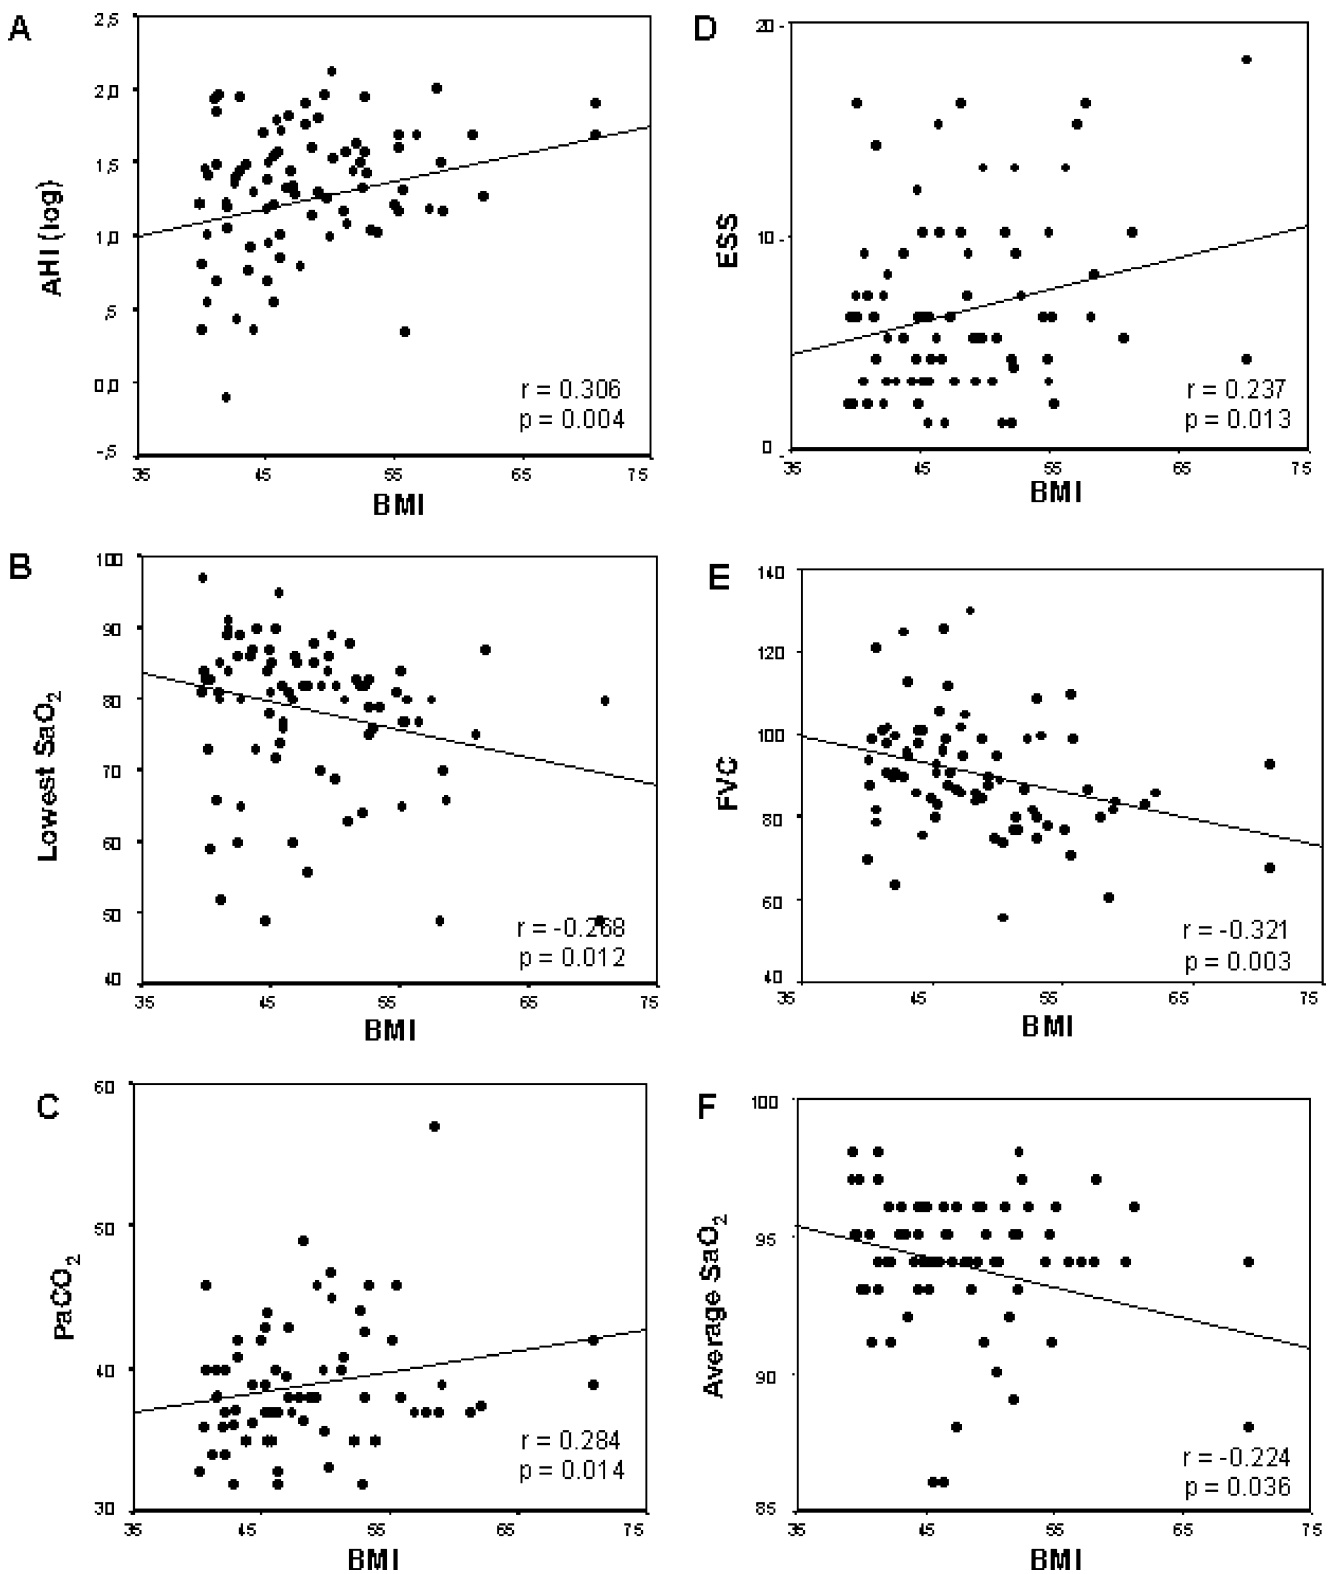 A
2,5
2,0
1,5
1,0
,5
0,0
-,5
AHI (log)
r = 0.306
p = 0.004
35 45 55 65 75
BMI
D
20
10
0
ESS
r = 0.237
p = 0.013
35 45 55 65 75
BMI
B
100
90
80
70
60
50
40
Lowest SaO2
r = -0.268
p = 0.012
35 45 55 65 75
BMI
E
140
120
100
80
60
40
FVC
r = -0.321
p = 0.003
35 45 55 65 75
BMI
C
60
50
40
30
PaCO2
r = 0.284
p = 0.014
35 45 55 65 75
BMI
F
100
95
90
85
Average SaO2
r = -0.224
p = 0.036
35 45 55 65 75
BMI